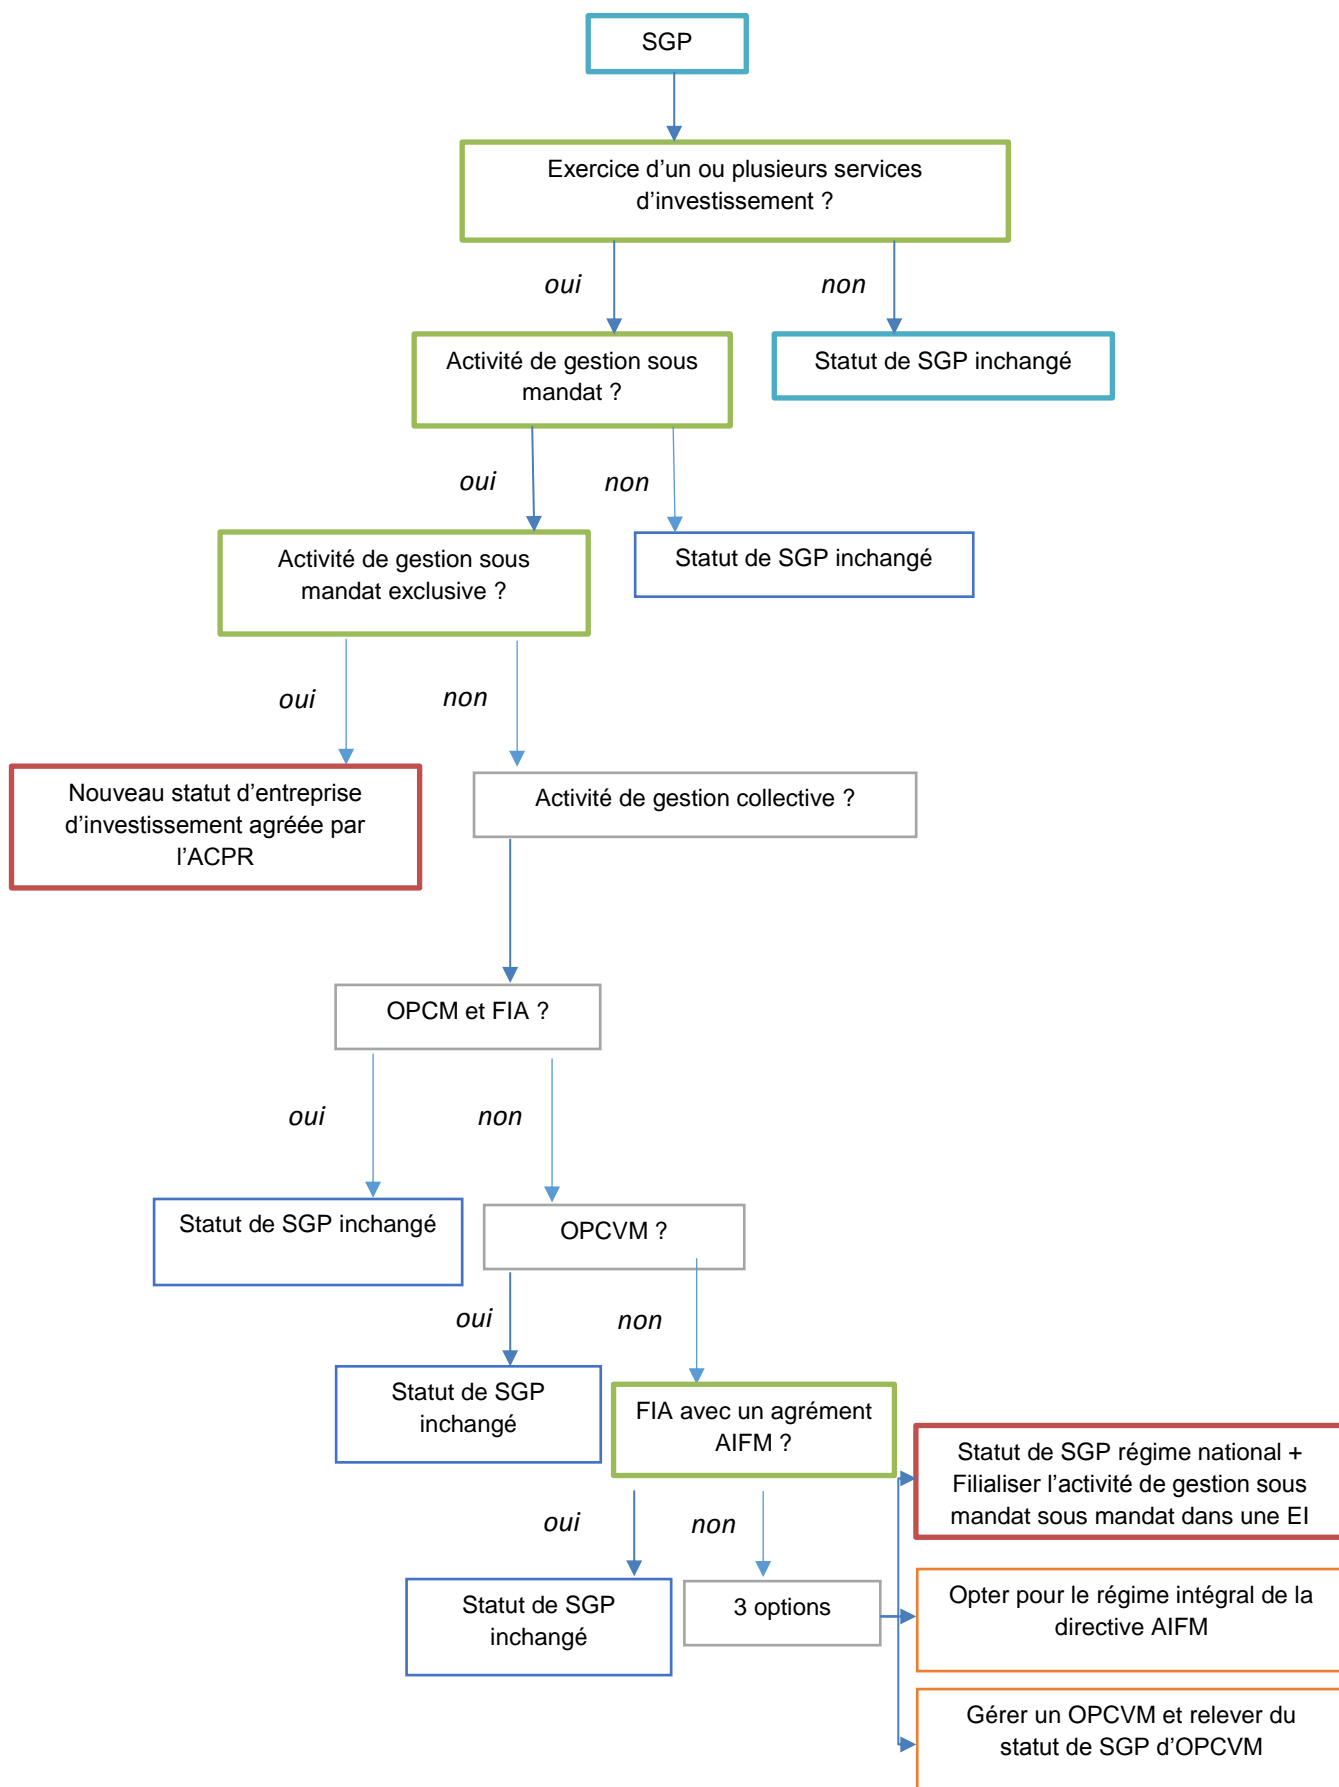 SGP
Exercice d’un ou plusieurs services
d’investissement ?
oui
non
Activité de gestion sous
mandat ?
Statut de SGP inchangé
oui
non
Activité de gestion sous
mandat exclusive ?
Statut de SGP inchangé
oui
non
Nouveau statut d’entreprise
d’investissement agréée par
l’ACPR
Activité de gestion collective ?
OPCM et FIA ?
oui
non
Statut de SGP inchangé
OPCVM ?
oui
non
Statut de SGP
inchangé
FIA avec un agrément
AIFM ?
oui
non
Statut de SGP
inchangé
3 options
Statut de SGP régime national +
Filialiser l’activité de gestion sous
mandat sous mandat dans une EI
Opter pour le régime intégral de la
directive AIFM
Gérer un OPCVM et relever du
statut de SGP d’OPCVM